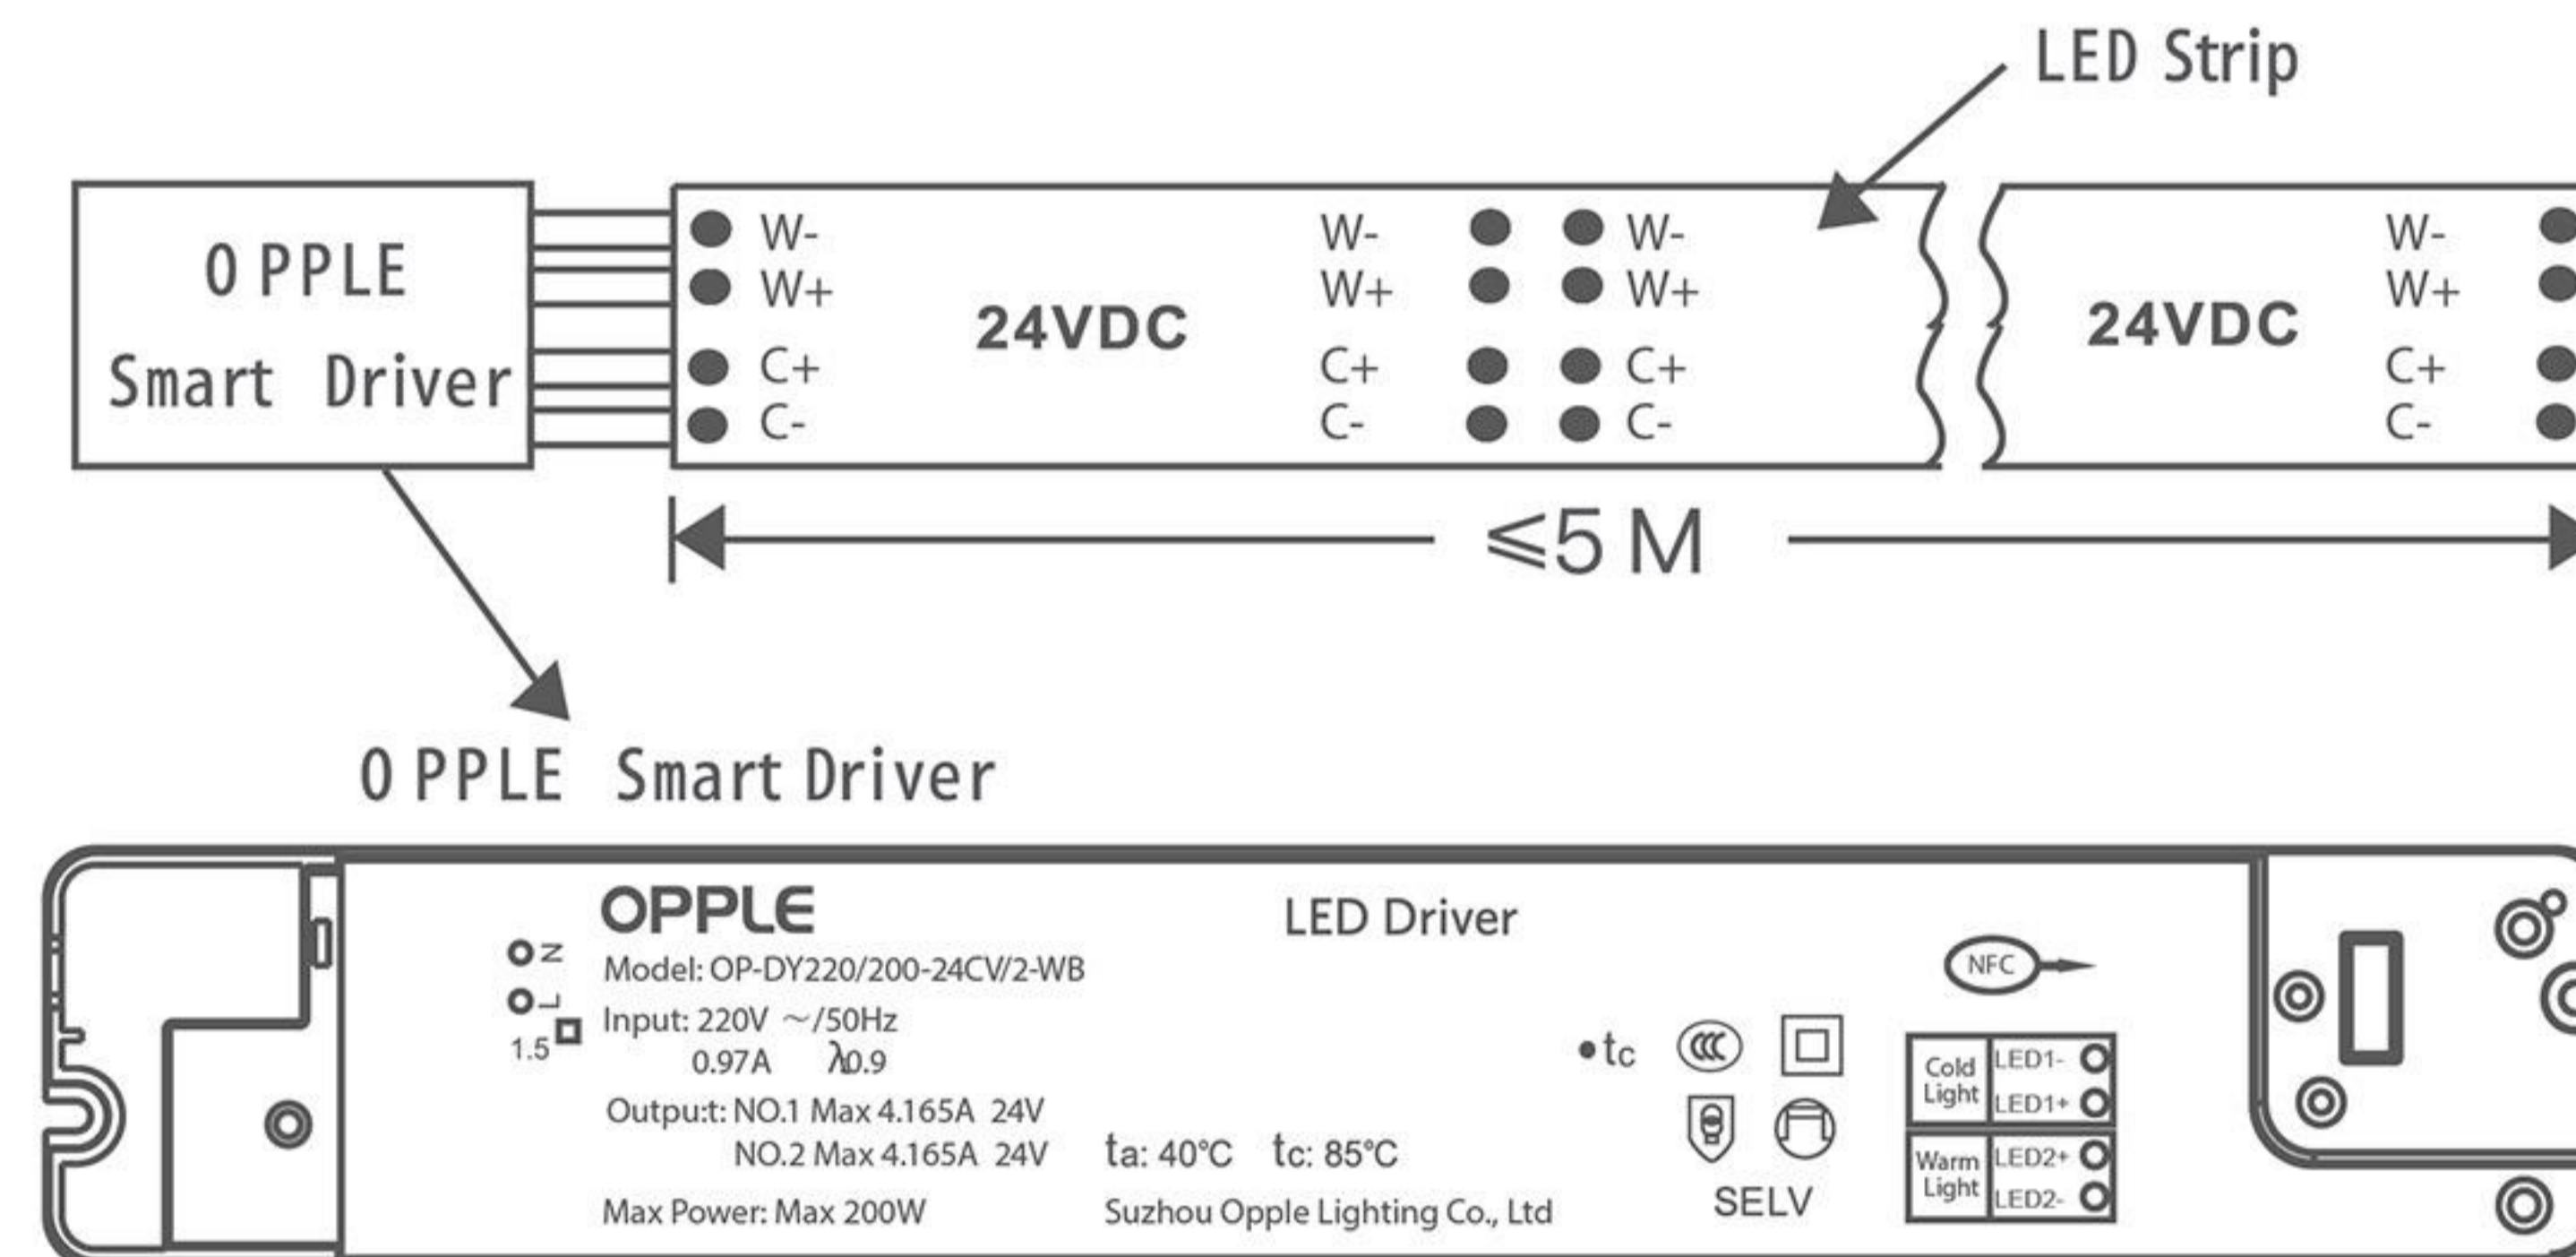 LED Strip
OPPLE
Smart Driver
W- W- W- W-
W+ W+ W+ W+
24VDC 24VDC
C+ C+ C+ C+
C- C- C- C-
≤5 M
OPPLE Smart Driver
OPPLE
LED Driver
N
L
1.5
Model: OP-DY220/200-24CV/2-WB
Input: 220V ~/50Hz
0.97A λ0.9
Outpu:t: NO.1 Max 4.165A 24V
NO.2 Max 4.165A 24V
ta: 40°C tc: 85°C
Max Power: Max 200W
Suzhou Opple Lighting Co., Ltd
•tc
CCC
SELV
NFC
Cold Light
LED1-
LED1+
Warm Light
LED2+
LED2-